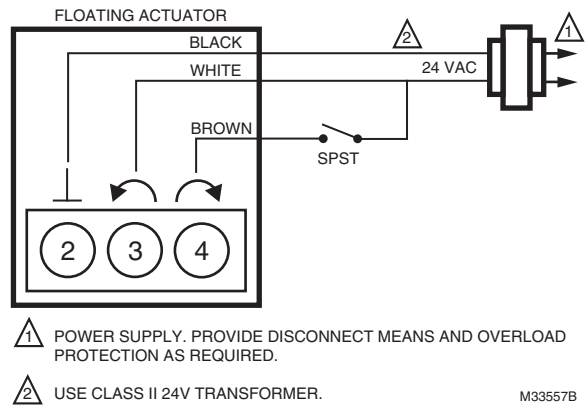 FLOATING ACTUATOR
BLACK
2
1
WHITE
24 VAC
BROWN
SPST
2 3 4
1 POWER SUPPLY. PROVIDE DISCONNECT MEANS AND OVERLOAD
PROTECTION AS REQUIRED.
2 USE CLASS II 24V TRANSFORMER.
M33557B